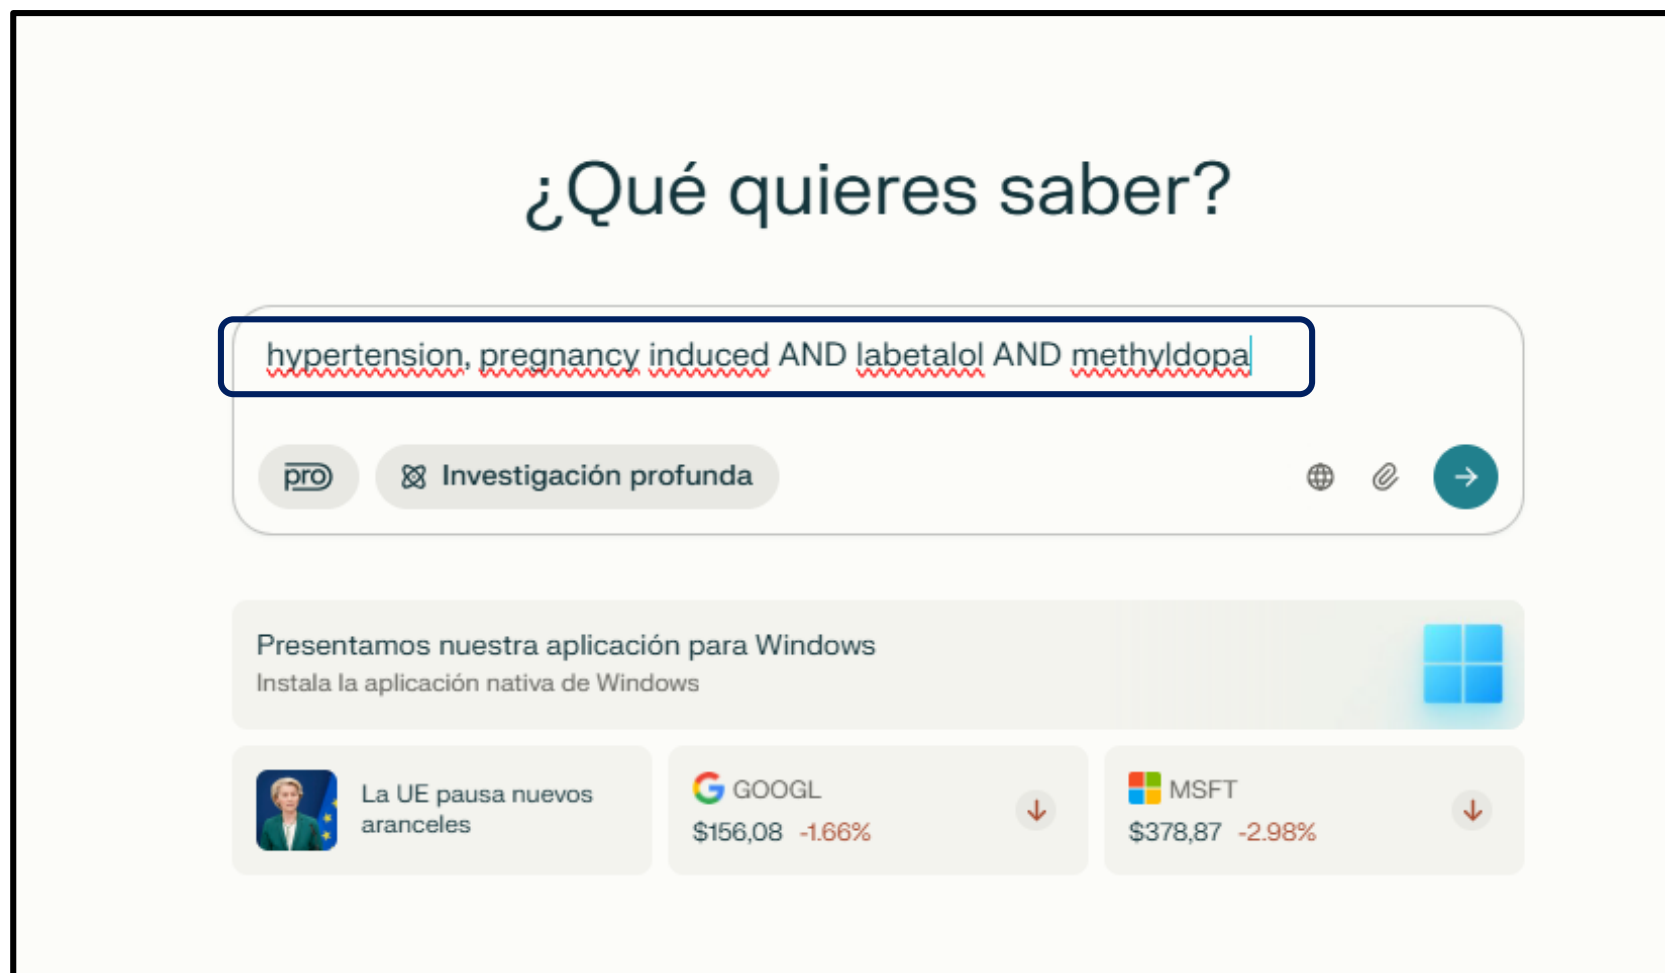 ¿Qué quieres saber?
hypertension, pregnancy induced AND labetalol AND methyldopa
pro
Investigación profunda
Presentamos nuestra aplicación para Windows
Instala la aplicación nativa de Windows
La UE pausa nuevos
aranceles
GOOGL
$156,08 -1.66%
MSFT
$378,87 -2.98%